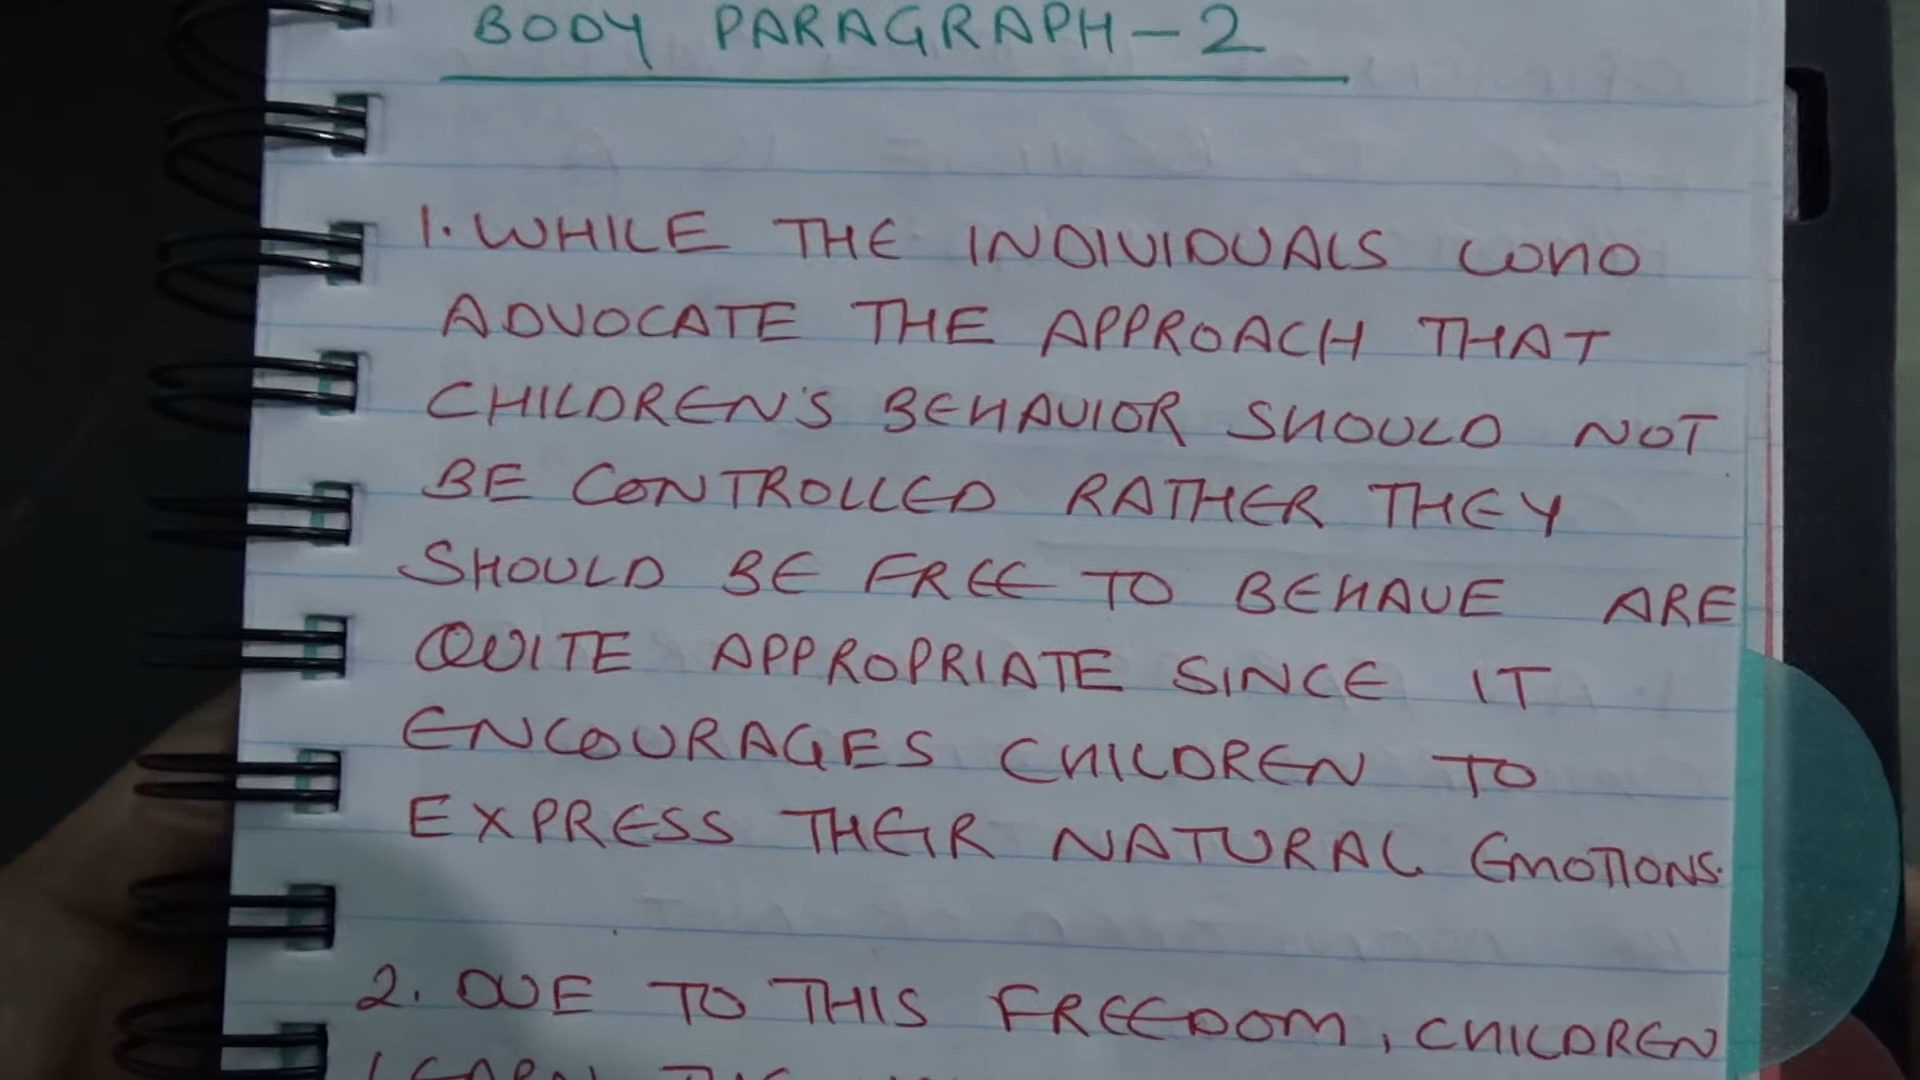 BODY PARAGRAPH-2
1. WHILE THE INDIVIDUALS WHO
ADVOCATE THE APPROACH THAT
CHILDREN'S BEHAVIOR SHOULD NOT
BE CONTROLLED RATHER THEY
SHOULD BE FREE TO BEHAVE ARE
QUITE APPROPRIATE SINCE IT
ENCOURAGES CHILDREN TO
EXPRESS THEIR NATURAL EMOTIONS.
2. DUE TO THIS FREEDOM, CHILDREN
LEARN